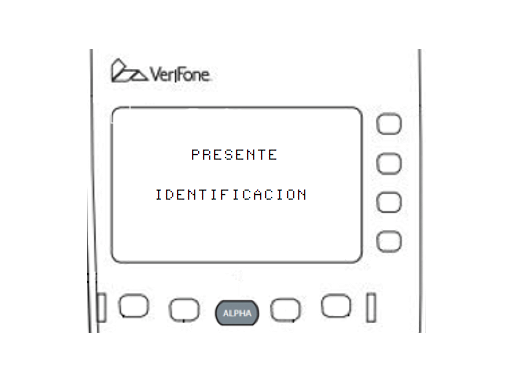 VeriFone
PRESENTE
IDENTIFICACION
ALPHA